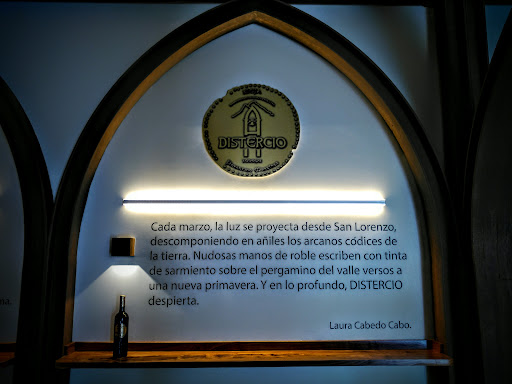 DISTERCIO
Cada marzo, la luz se proyecta desde San Lorenzo,
descomponiendo en añiles los arcanos códices de
la tierra. Nudosas manos de roble escriben con tinta
de sarmiento sobre el pergamino del valle versos a
una nueva primavera. Y en lo profundo, DISTERCIO
despierta.
Laura Cabedo Cabo.